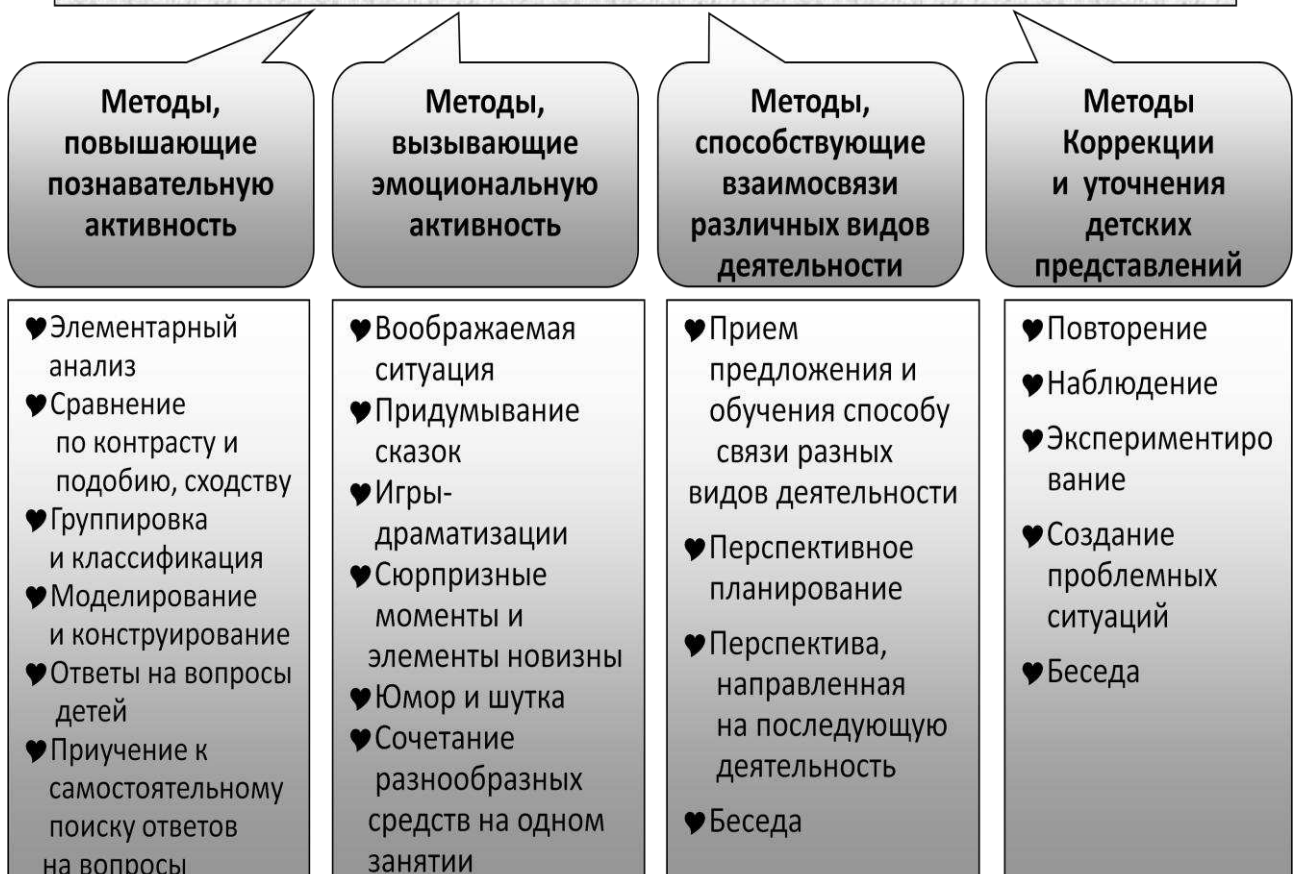 Методы,
повышающие
познавательную
активность
Методы,
вызывающие
эмоциональную
активность
Методы,
способствующие
взаимосвязи
различных видов
деятельности
Методы
Коррекции
и уточнения
детских
представлений
Элементарный
анализ
Сравнение
по контрасту и
подобию, сходству
Группировка
и классификация
Моделирование
и конструирование
Ответы на вопросы
детей
Приучение к
самостоятельному
поиску ответов
на вопросы
Воображаемая
ситуация
Придумывание
сказок
Игры-
драматизации
Сюрпризные
моменты и
элементы новизны
Юмор и шутка
Сочетание
разнообразных
средств на одном
занятии
Прием
предложения и
обучения способу
связи разных
видов деятельности
Перспективное
планирование
Перспектива,
направленная
на последующую
деятельность
Беседа
Повторение
Наблюдение
Экспериментиро
вание
Создание
проблемных
ситуаций
Беседа